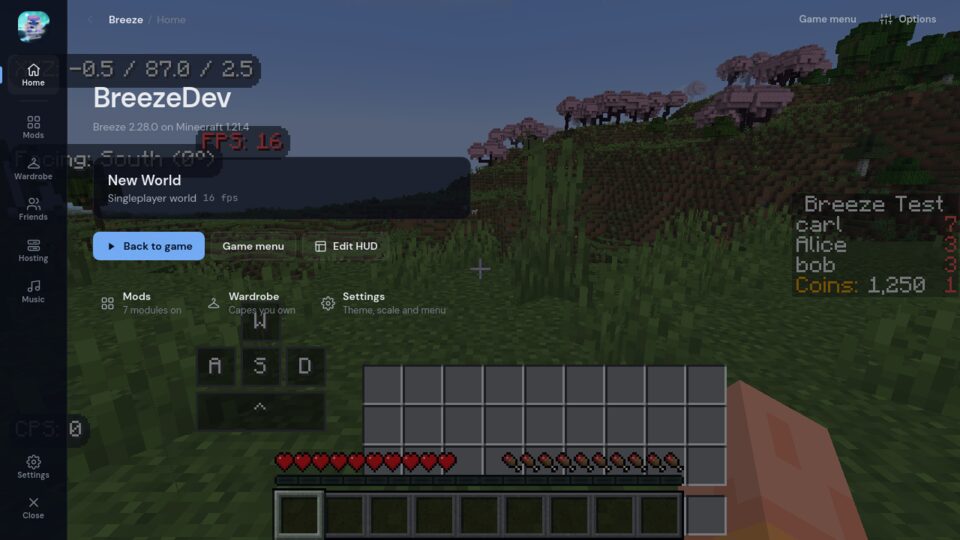 Breeze / Home
Game menu
Options
Home
-0.5 / 87.0 / 2.5
BreezeDev
Breeze 2.28.0 on Minecraft 1.21.4
FPS: 16
Mods
Facing: South (0°)
Wardrobe
New World
Singleplayer world 16 fps
Friends
Breeze Test
carl 7
Alice 3
bob 3
Coins: 1,250 1
Hosting
Back to game
Game menu
Edit HUD
Music
Mods
7 modules on
Wardrobe
Capes you own
Settings
Theme, scale and menu
W
A S D
^
CPS: 0
Settings
Close